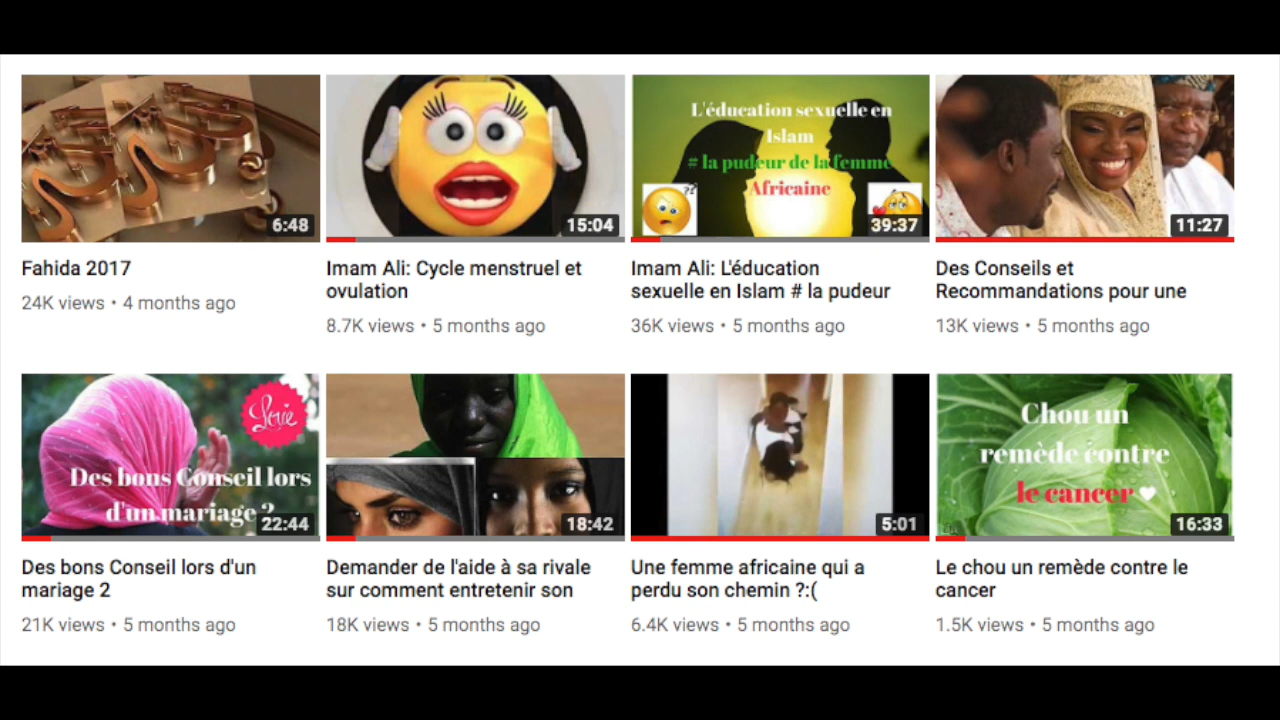 6:48
15:04
L'éducation sexuelle en
Islam
# la pudeur de la femme
Africaine
??
39:37
11:27
Fahida 2017
24K views • 4 months ago
Imam Ali: Cycle menstruel et
ovulation
8.7K views • 5 months ago
Imam Ali: L'éducation
sexuelle en Islam # la pudeur
36K views • 5 months ago
Des Conseils et
Recommandations pour une
13K views • 5 months ago
Love
Des bons Conseil lors
d'un mariage 2
22:44
18:42
5:01
Chou un
remède contre
le cancer
16:33
Des bons Conseil lors d'un
mariage 2
21K views • 5 months ago
Demander de l'aide à sa rivale
sur comment entretenir son
18K views • 5 months ago
Une femme africaine qui a
perdu son chemin ?:(
6.4K views • 5 months ago
Le chou un remède contre le
cancer
1.5K views • 5 months ago